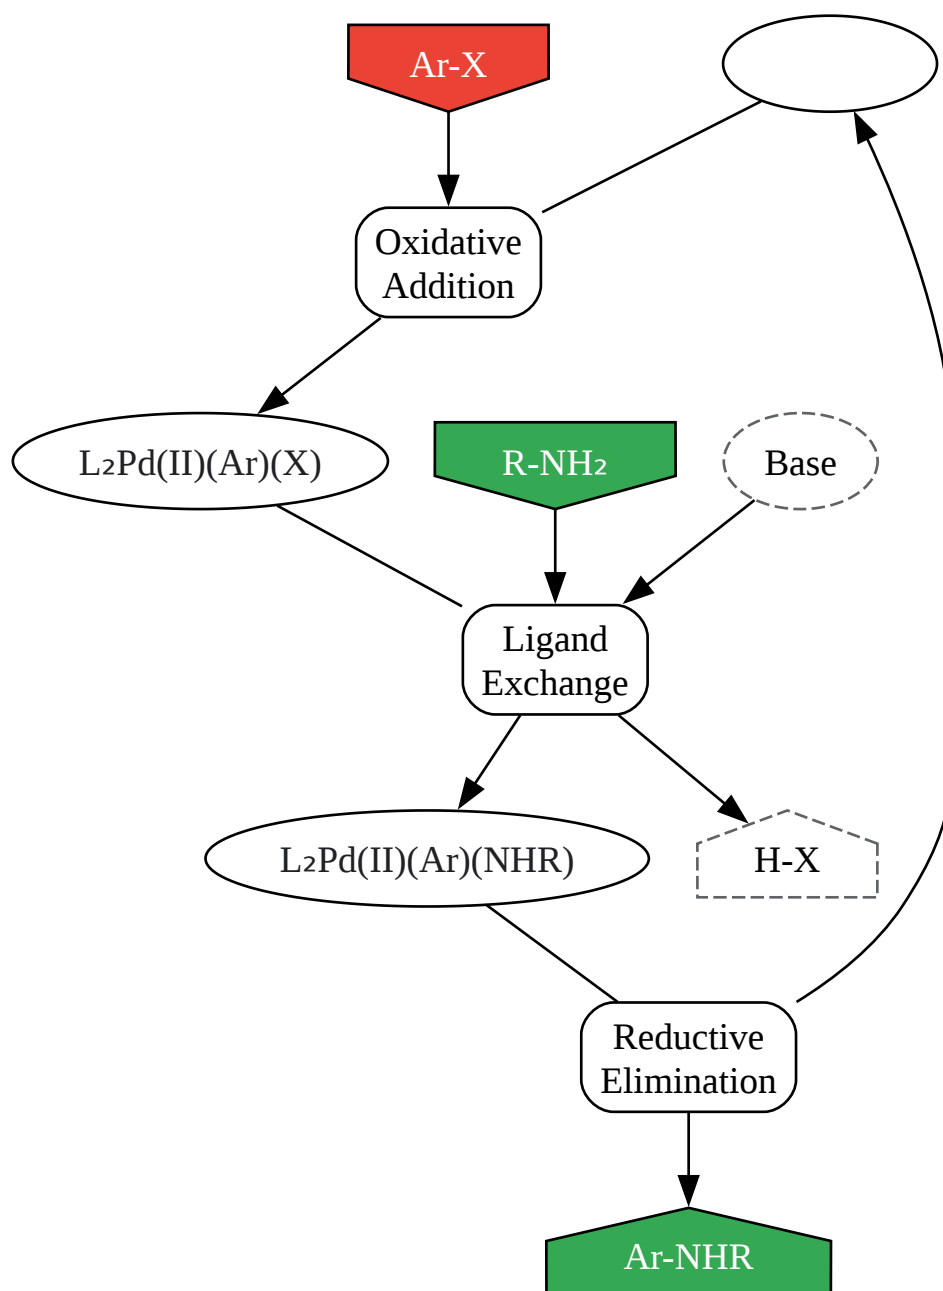 Ar-X
Oxidative
Addition
L₂Pd(II)(Ar)(X)
R-NH₂
Base
Ligand
Exchange
L₂Pd(II)(Ar)(NHR)
H-X
Reductive
Elimination
Ar-NHR